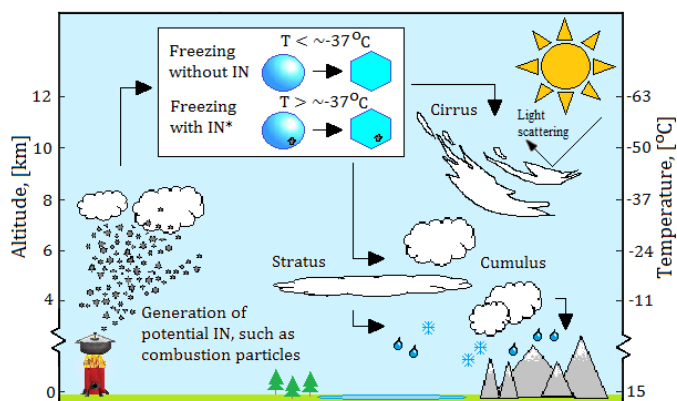 T < ~-37°C
Freezing
without IN
T > ~-37°C
Freezing
with IN*
Cirrus
Light
scattering
Altitude, [km]
12
10
8
6
4
0
Temperature, [°C]
-63
-50
-37
-24
-11
15
Stratus
Cumulus
Generation of
potential IN, such as
combustion particles